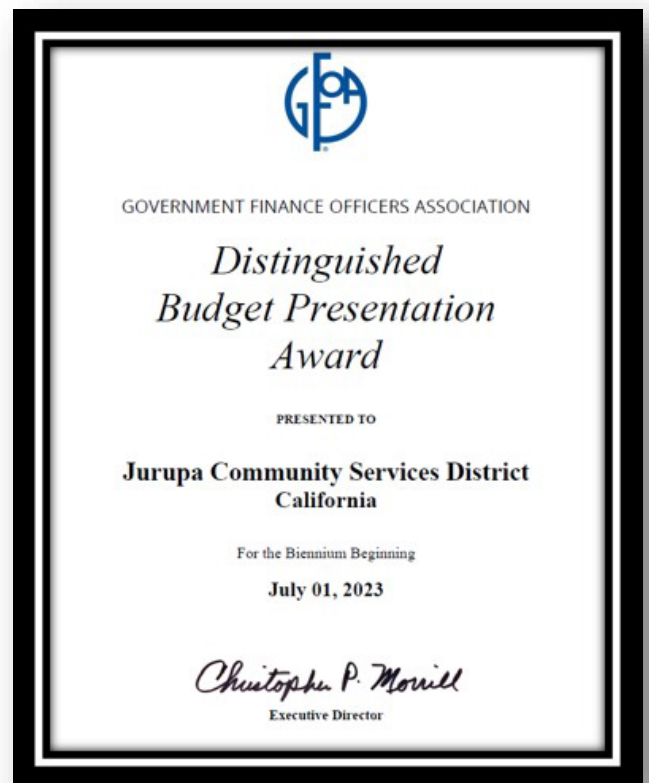 GFOA
GOVERNMENT FINANCE OFFICERS ASSOCIATION
Distinguished
Budget Presentation
Award
PRESENTED TO
Jurupa Community Services District
California
For the Biennium Beginning
July 01, 2023
Christopher P. Morrill
Executive Director